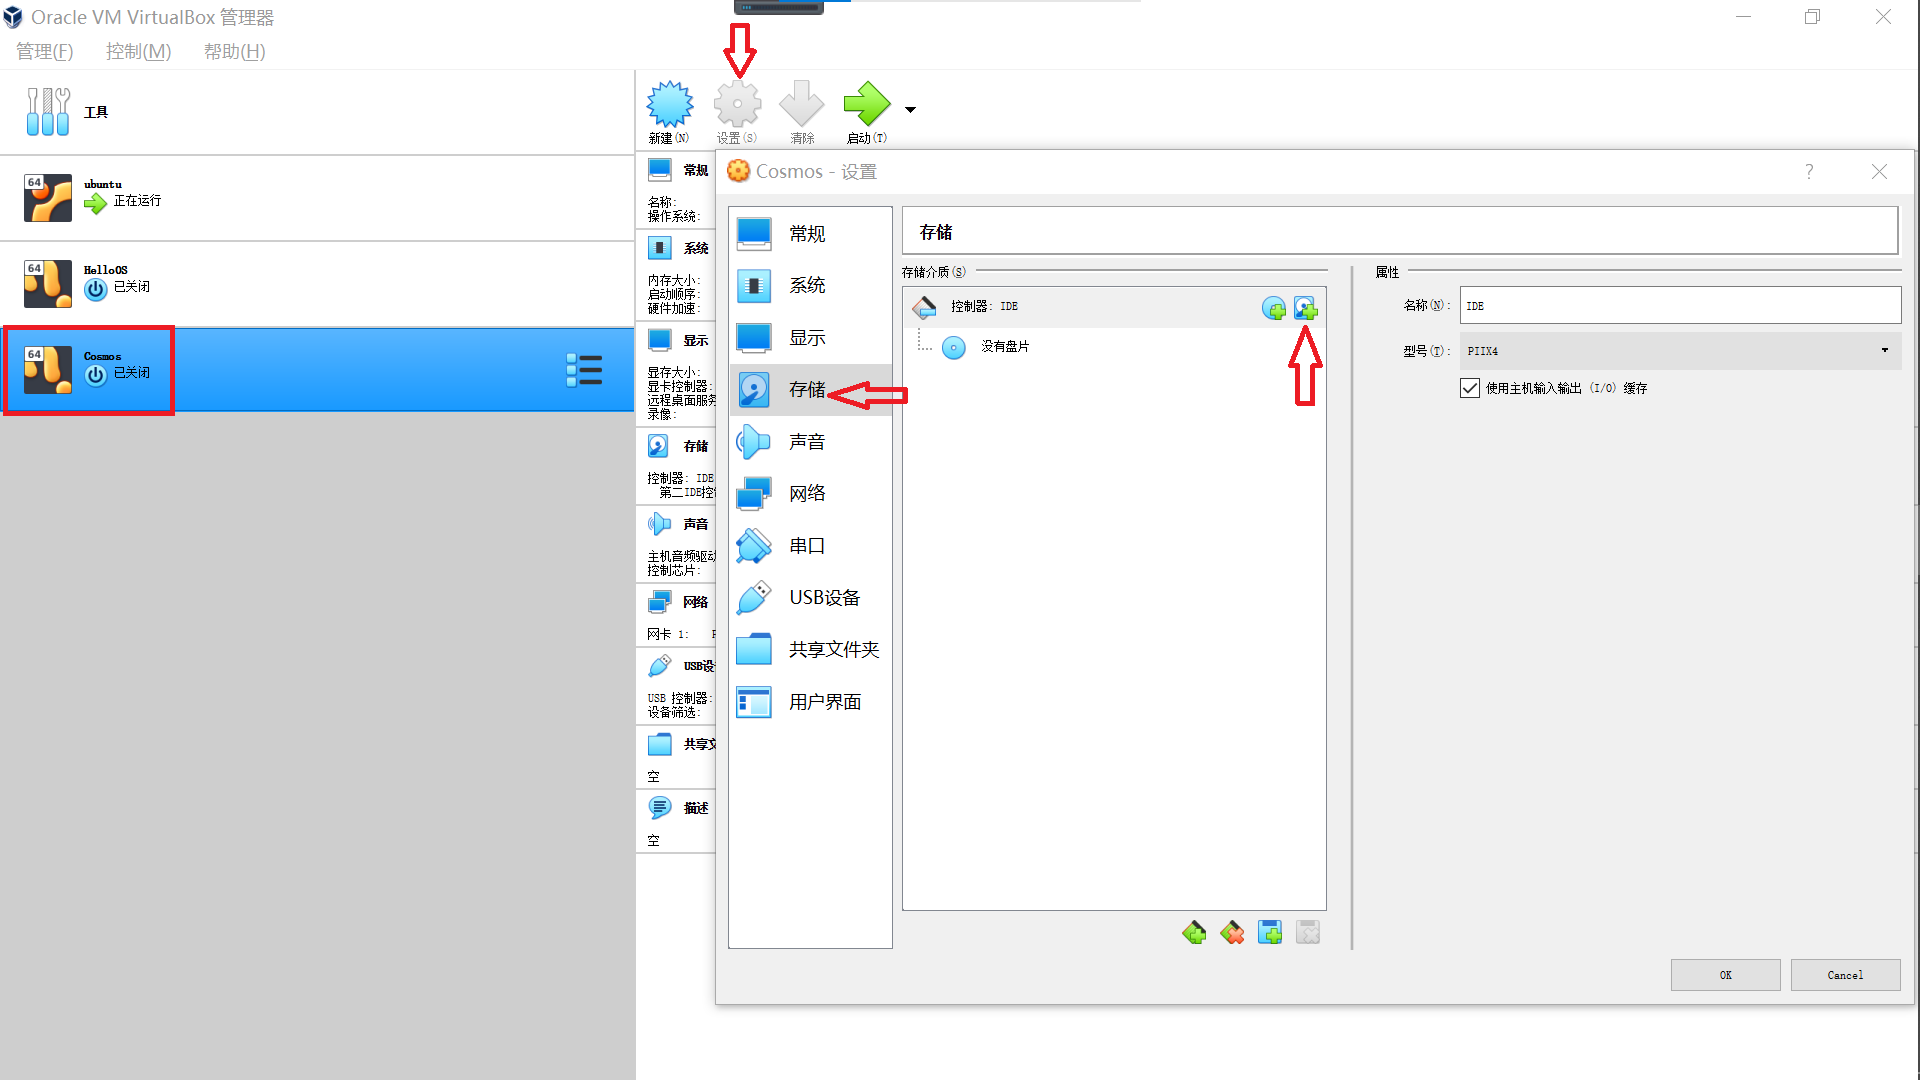 Oracle VM VirtualBox 管理器
管理(F)
控制(M)
帮助(H)
工具
新建(N)
设置(S)
清除
启动(T)
64
ubuntu
正在运行
64
HelloOS
已关闭
64
Cosmos
已关闭
常规
名称:
操作系统:
系统
内存大小:
启动顺序:
硬件加速:
显示
显存大小:
显卡控制器:
远程桌面服务
录像:
存储
控制器: IDE
第二IDE控
声音
主机音频驱动
控制芯片:
网络
网卡 1:
USB设
USB 控制器:
设备筛选:
共享文
空
描述
空
Cosmos - 设置
?
常规
系统
显示
存储
声音
网络
串口
USB设备
共享文件夹
用户界面
存储
存储介质(S)
控制器: IDE
没有盘片
属性
名称(N):
IDE
型号(T):
PIIX4
使用主机输入输出 (I/O) 缓存
OK
Cancel